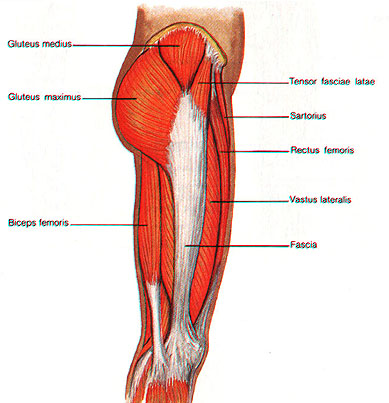 Gluteus medius
Gluteus maximus
Biceps femoris
Tensor fasciae latae
Sartorius
Rectus femoris
Vastus lateralis
Fascia